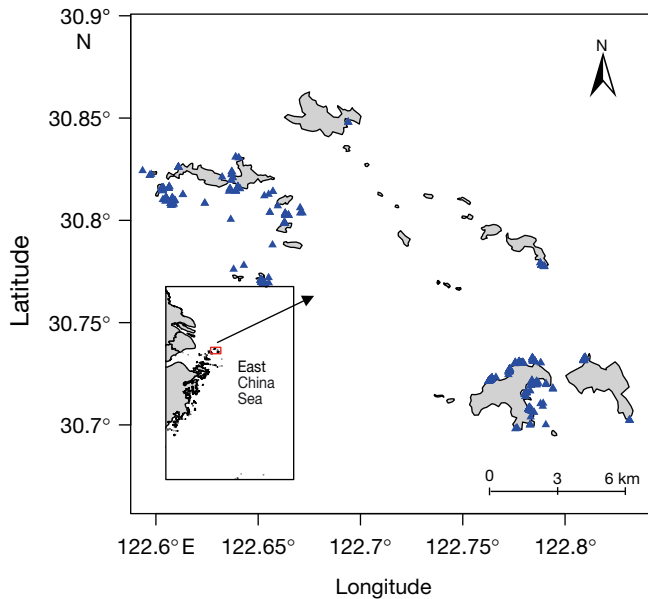 30.9°
N
N
30.85°
30.8°
Latitude
30.75°
East
China
Sea
30.7°
0 3 6 km
122.6° E 122.65° 122.7° 122.75° 122.8°
Longitude